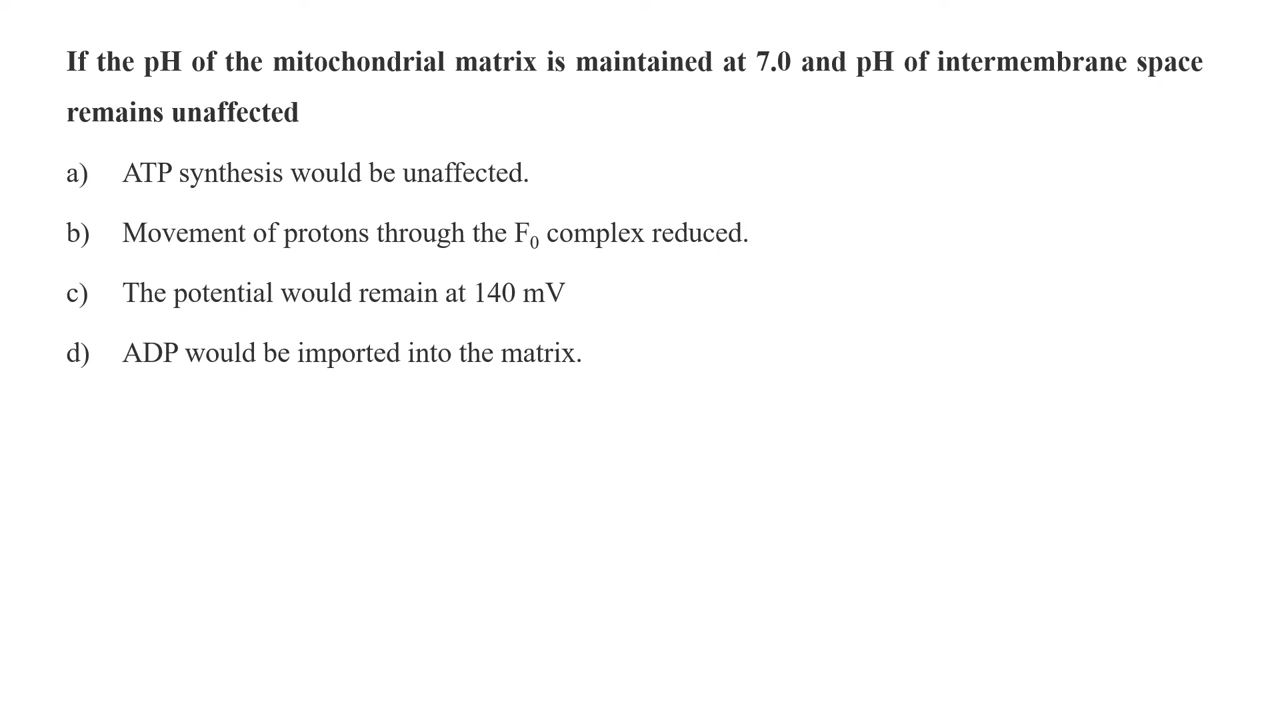 If the pH of the mitochondrial matrix is maintained at 7.0 and pH of intermembrane space
remains unaffected
a) ATP synthesis would be unaffected.
b) Movement of protons through the F₀ complex reduced.
c) The potential would remain at 140 mV
d) ADP would be imported into the matrix.